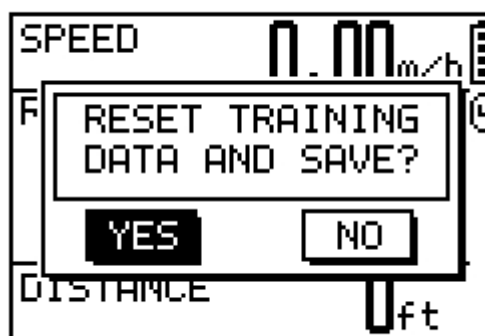 SPEED 0.00m/h
RESET TRAINING
DATA AND SAVE?
YES NO
DISTANCE 0ft